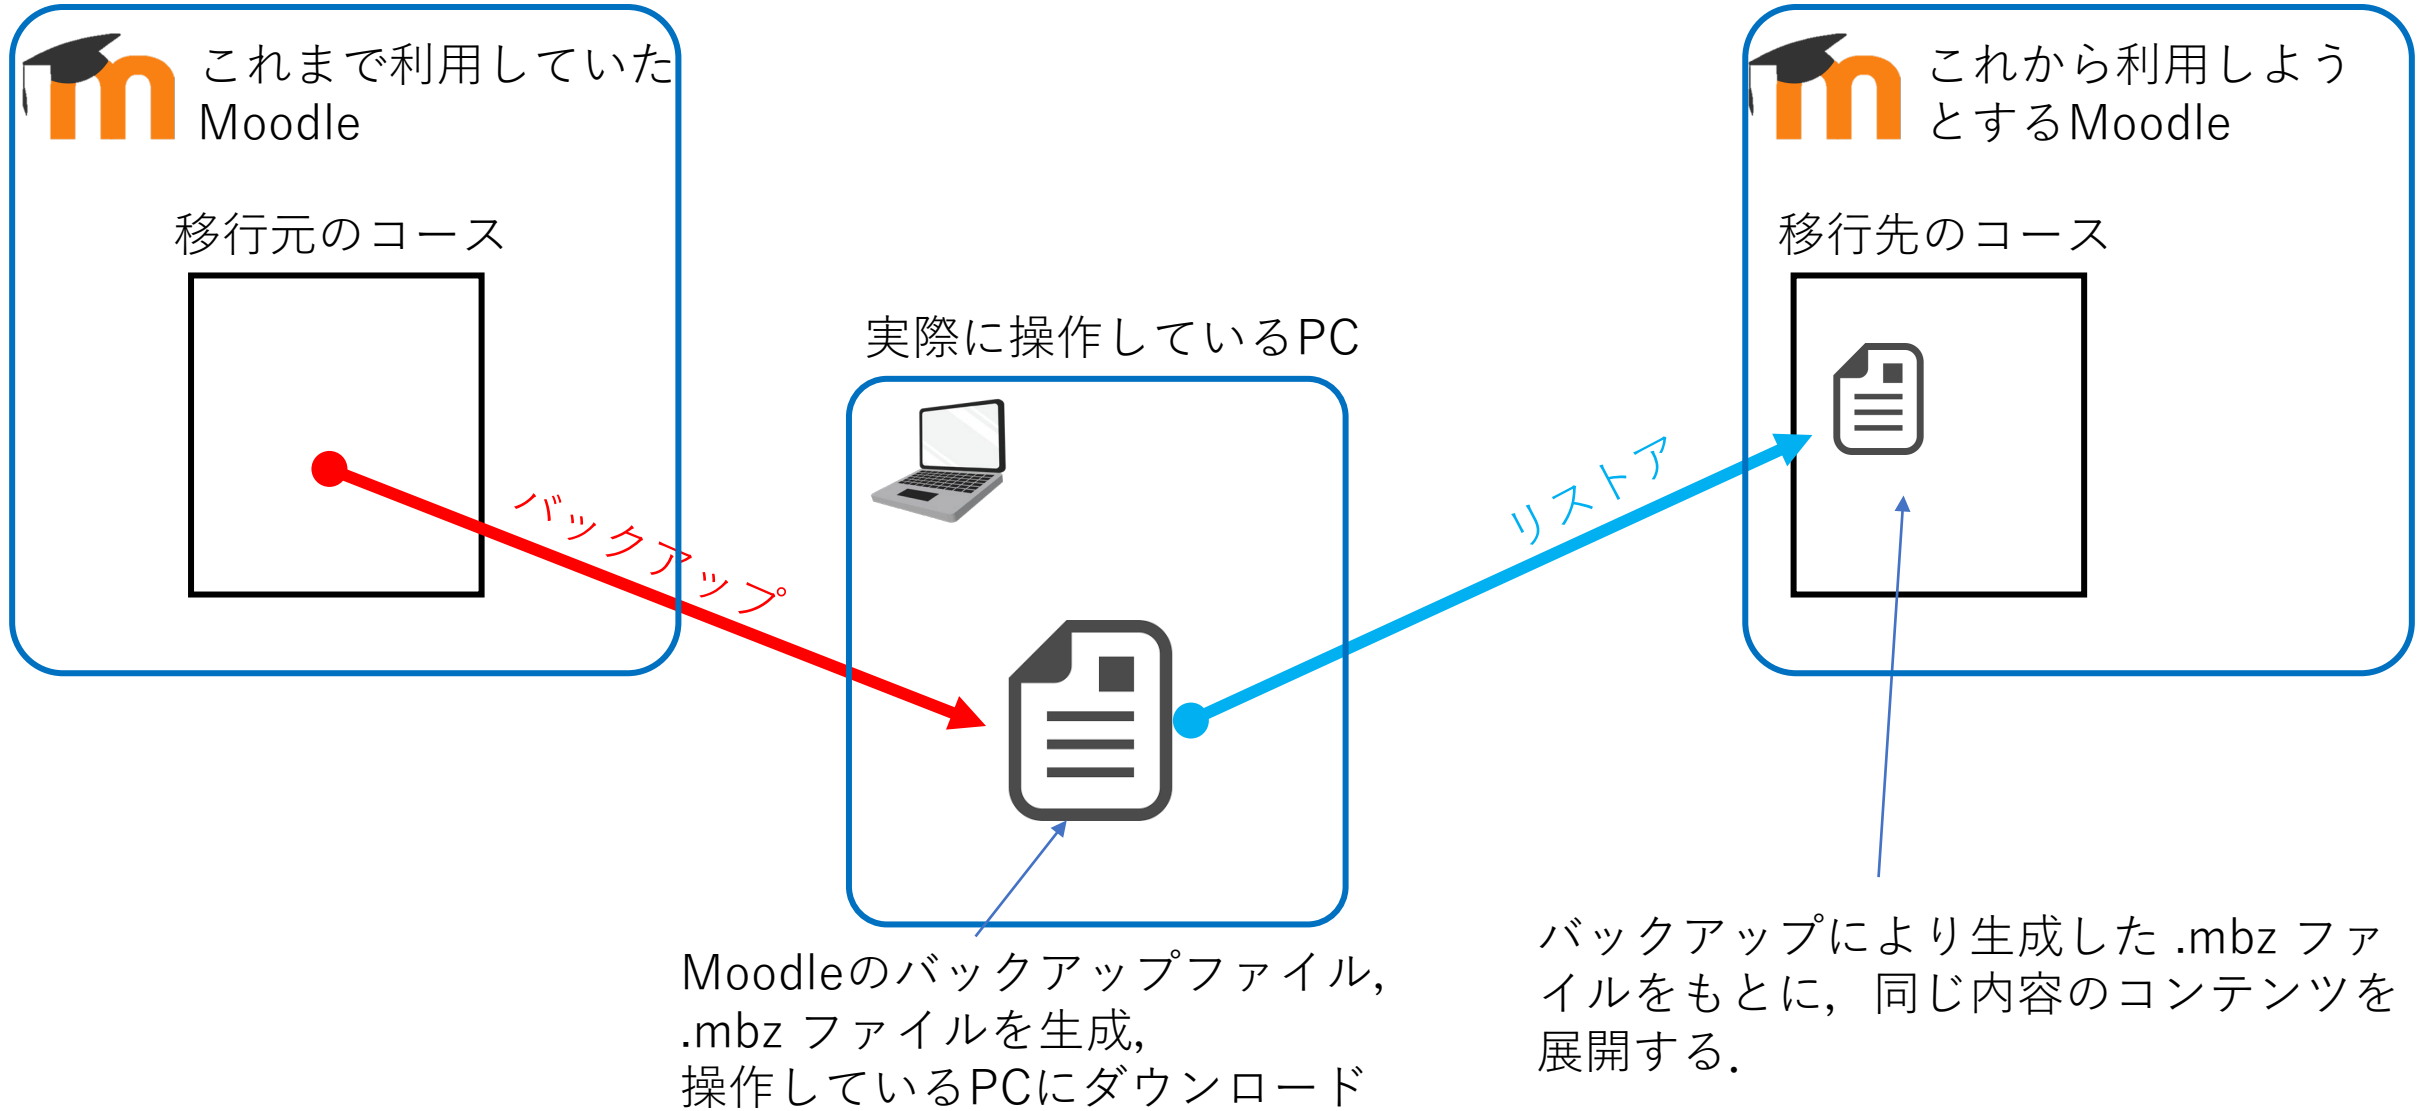 これまで利用していた
Moodle
移行元のコース
バックアップ
実際に操作しているPC
Moodleのバックアップファイル，
.mbz ファイルを生成，
操作しているPCにダウンロード
リストア
これから利用しよう
とするMoodle
移行先のコース
バックアップにより生成した .mbz ファ
イルをもとに，同じ内容のコンテンツを
展開する．